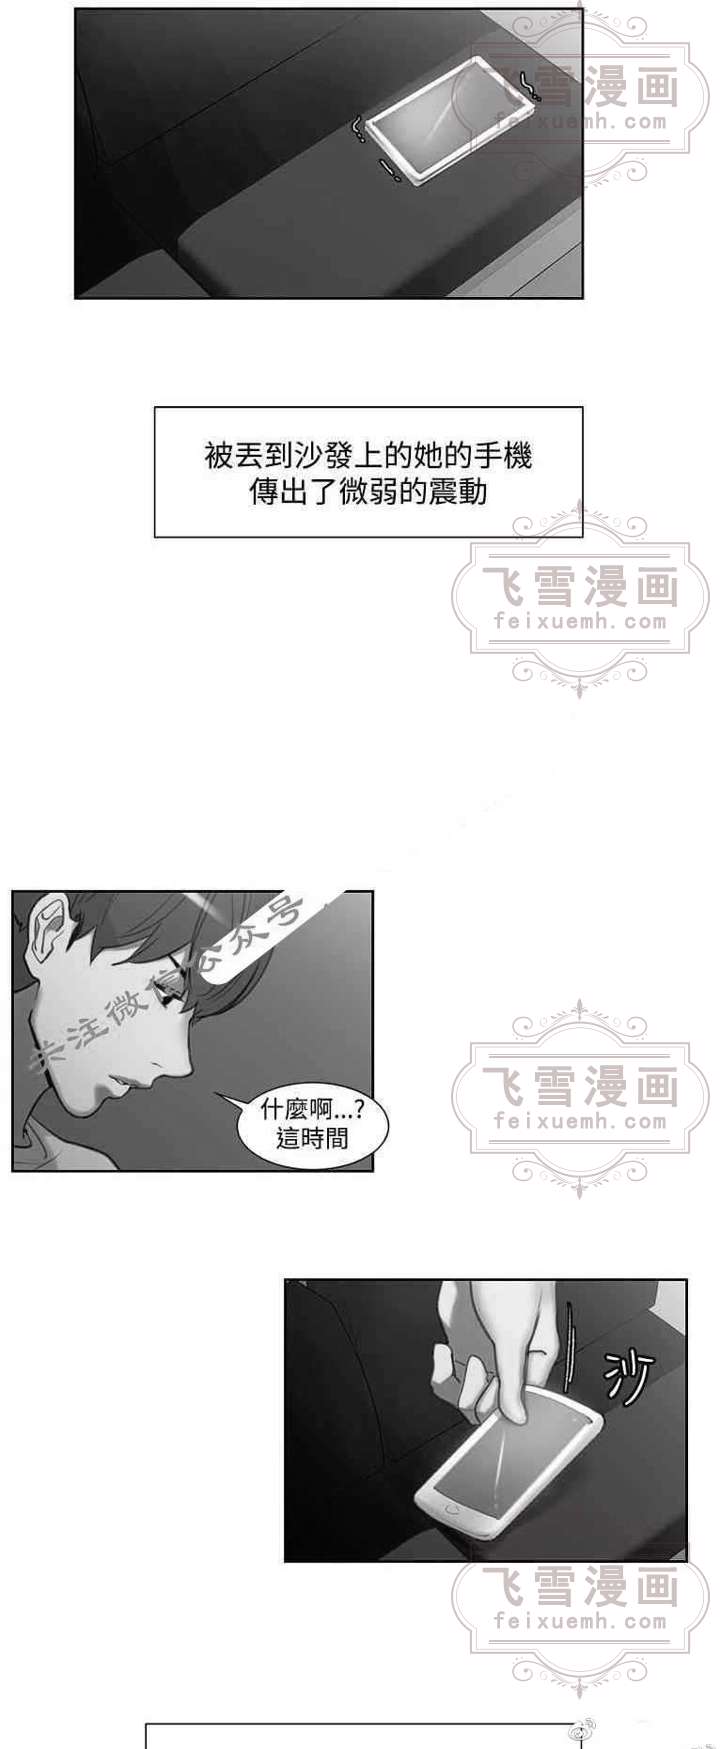 飞雪漫画
feixuemh.com
被丟到沙發上的她的手機
傳出了微弱的震動
飞雪漫画
feixuemh.com
关注微信公众号
什麼啊...?
這時間
飞雪漫画
feixuemh.com
沙
飞雪漫画
feixuemh.com